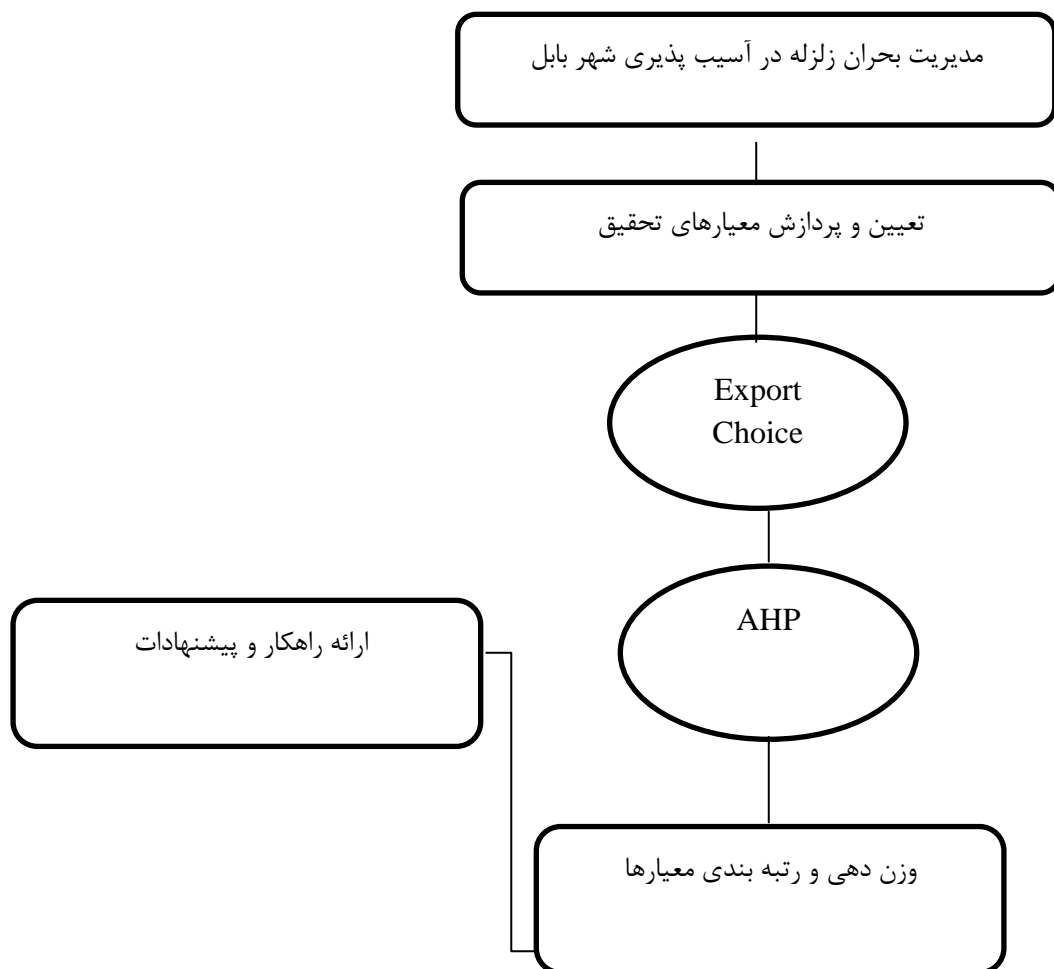 مدیریت بحران زلزله در آسیب پذیری شهر بابل
تعیین و پردازش معیارهای تحقیق
Export
Choice
AHP
ارائه راهکار و پیشنهادات
وزن دهی و رتبه بندی معیارها